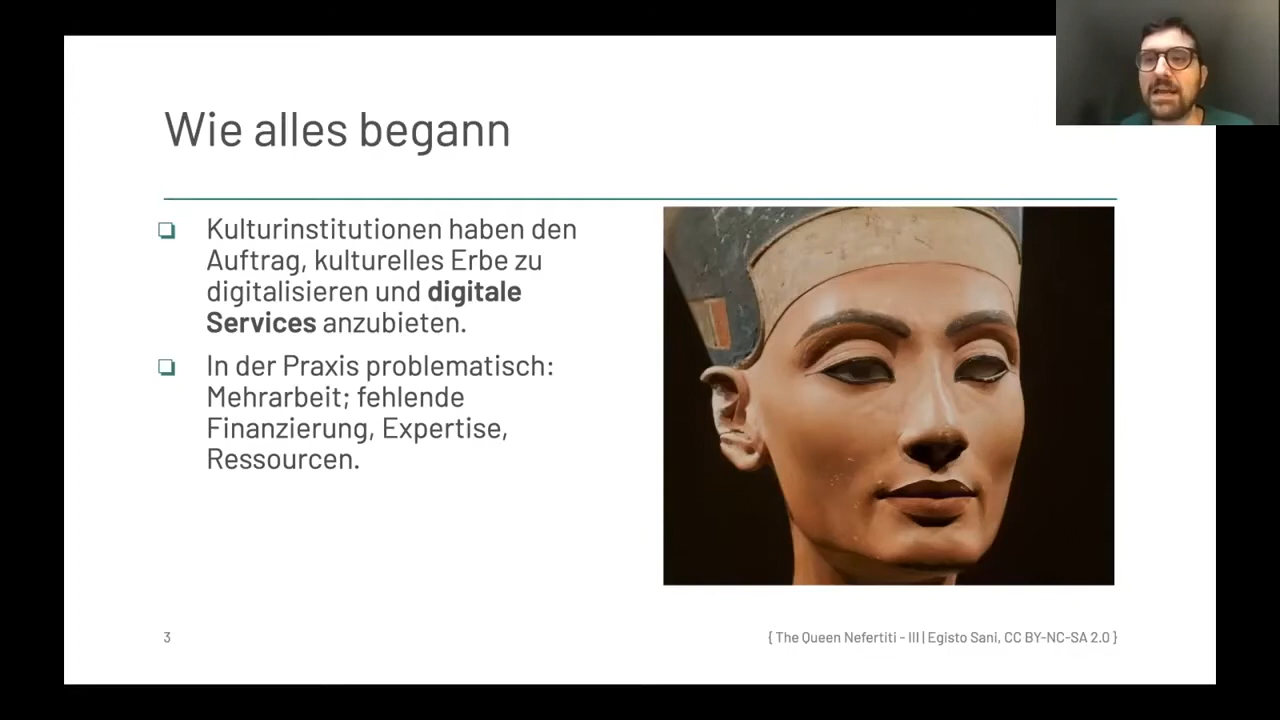 Wie alles begann
❏ Kulturinstitutionen haben den
Auftrag, kulturelles Erbe zu
digitalisieren und digitale
Services anzubieten.
❏ In der Praxis problematisch:
Mehrarbeit; fehlende
Finanzierung, Expertise,
Ressourcen.
3
{ The Queen Nefertiti - III | Egisto Sani, CC BY-NC-SA 2.0 }